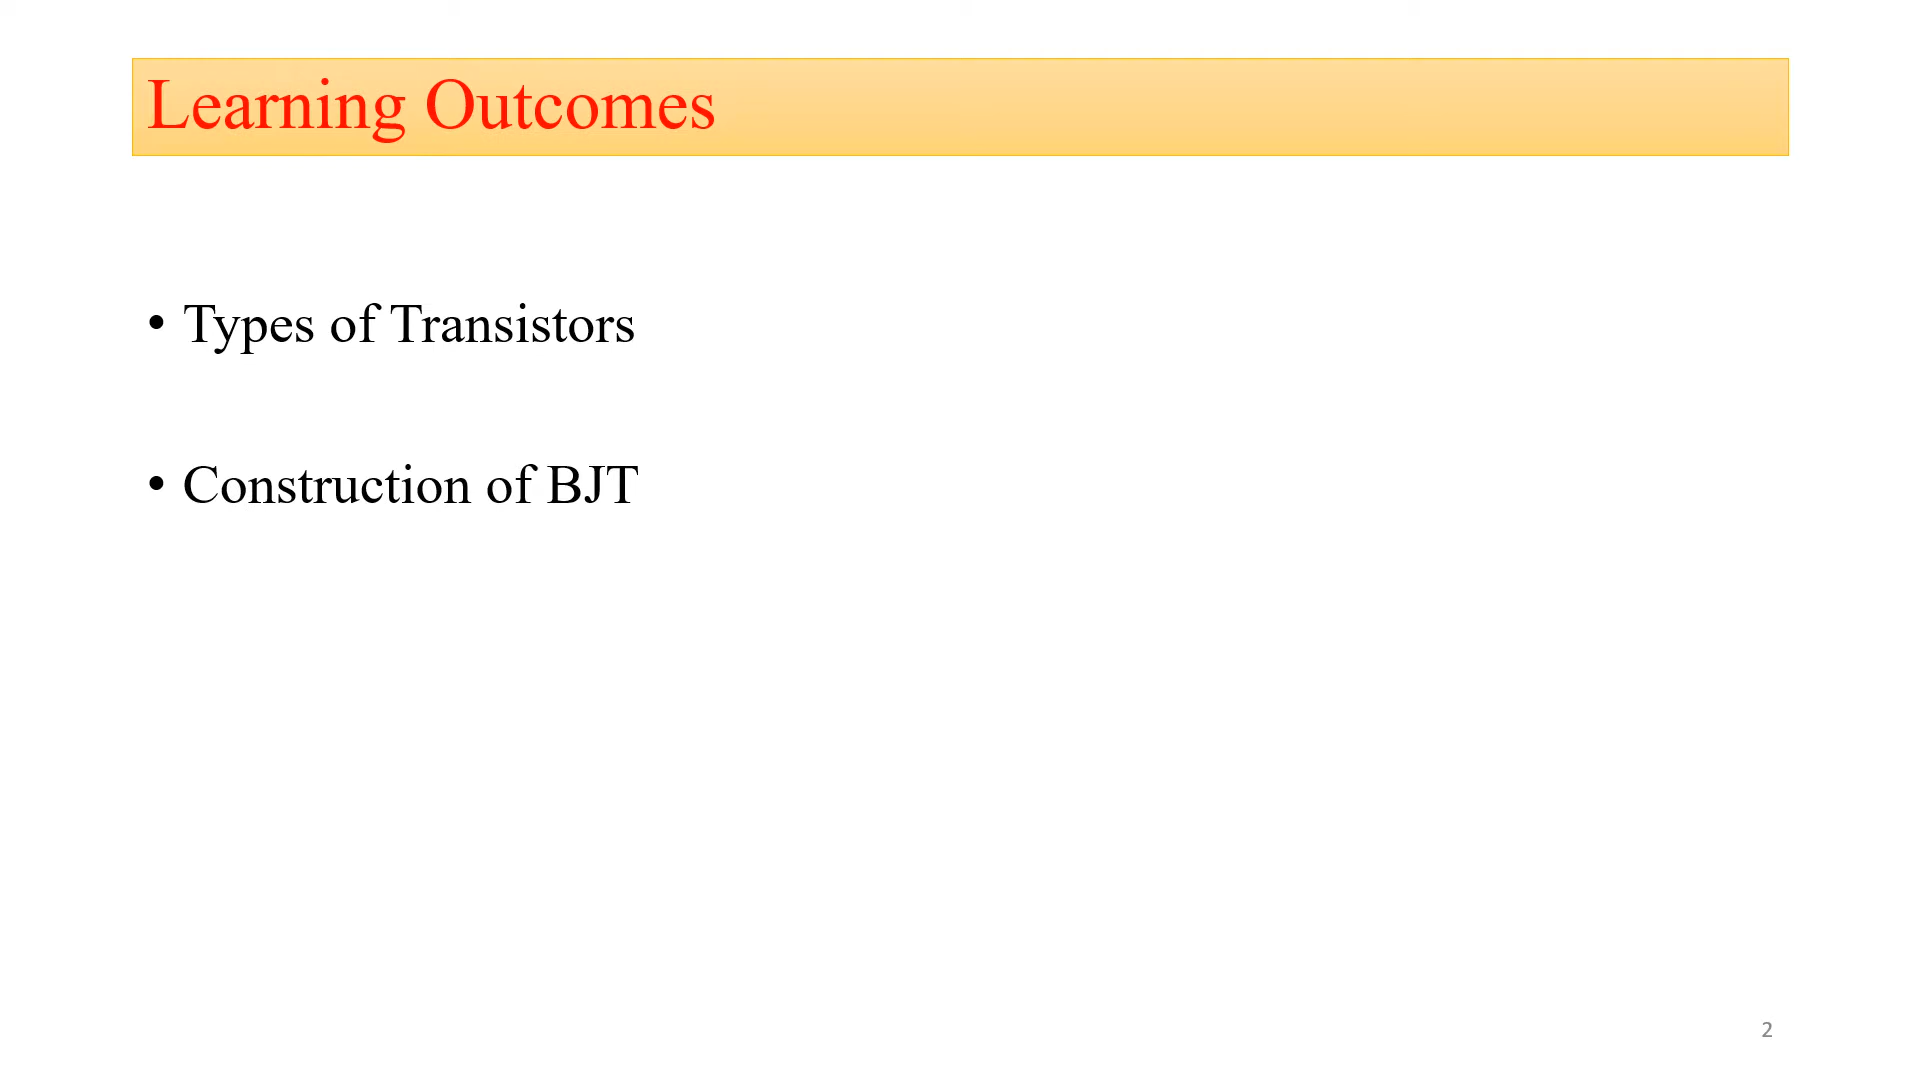 Learning Outcomes
• Types of Transistors
• Construction of BJT
2